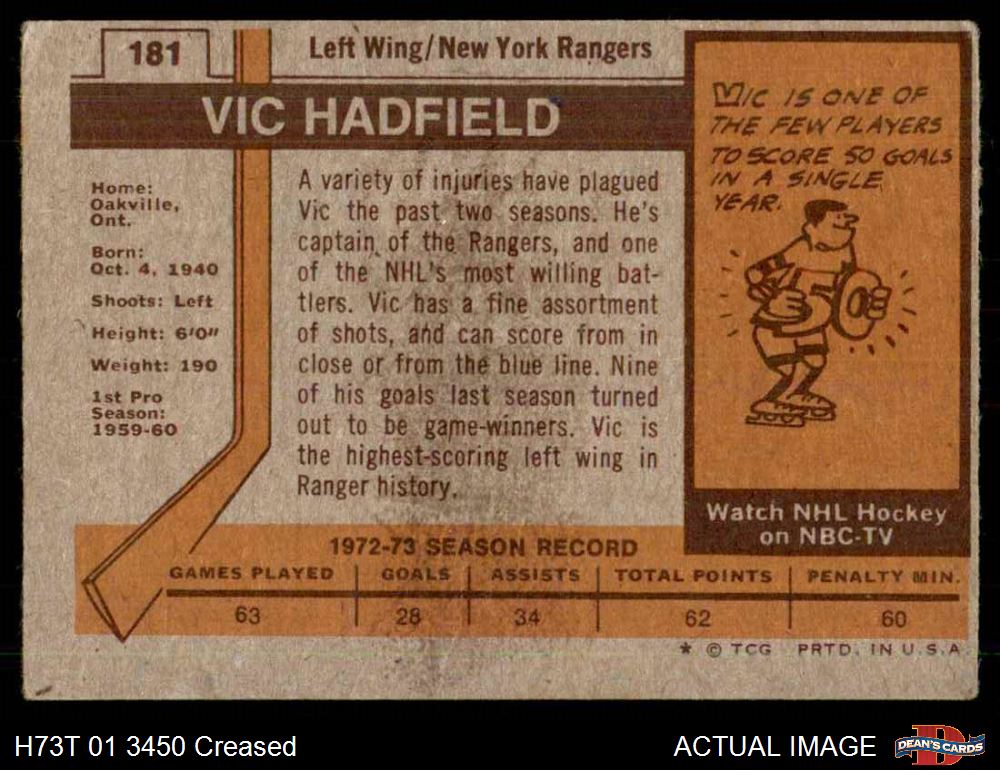 181
Left Wing/New York Rangers
VIC HADFIELD
Home:
Oakville,
Ont.
Born:
Oct. 4, 1940
Shoots: Left
Height: 6'0"
Weight: 190
1st Pro
Season:
1959-60
A variety of injuries have plagued
Vic the past two seasons. He's
captain of the Rangers, and one
of the NHL's most willing bat-
tlers. Vic has a fine assortment
of shots, and can score from in
close or from the blue line. Nine
of his goals last season turned
out to be game-winners. Vic is
the highest-scoring left wing in
Ranger history.
VIC IS ONE OF
THE FEW PLAYERS
TO SCORE 50 GOALS
IN A SINGLE
YEAR.
50
Watch NHL Hockey
on NBC-TV
1972-73 SEASON RECORD
GAMES PLAYED GOALS ASSISTS TOTAL POINTS PENALTY MIN.
63 28 34 62 60
* © TCG PRTD. IN U.S.A.
H73T 01 3450 Creased
ACTUAL IMAGE
DEAN'S CARDS